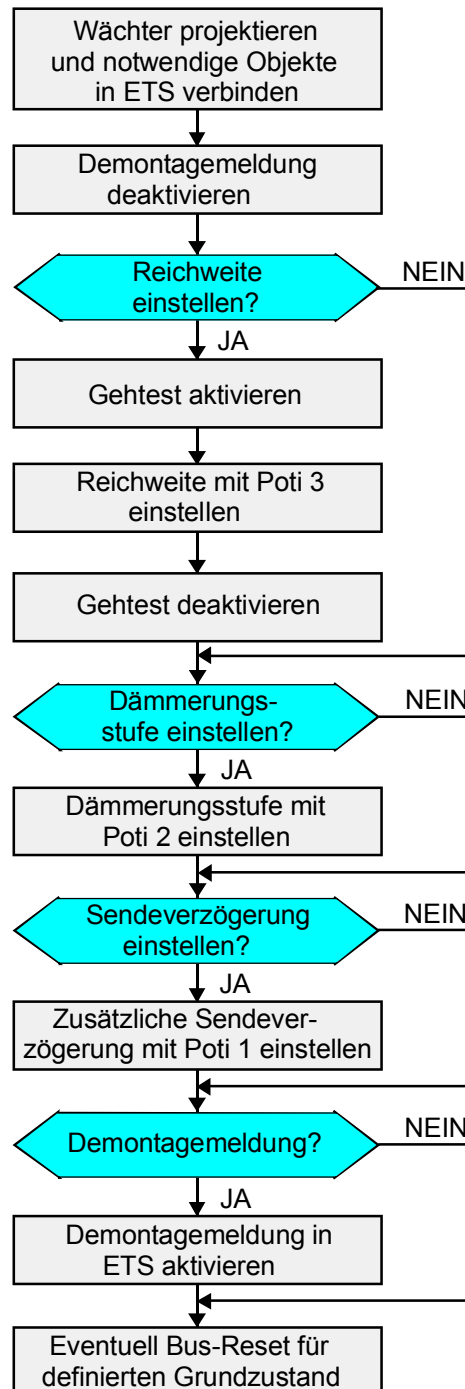 Wächter projektieren
und notwendige Objekte
in ETS verbinden
Demontagemeldung
deaktivieren
Reichweite
einstellen?
NEIN
JA
Gehtest aktivieren
Reichweite mit Poti 3
einstellen
Gehtest deaktivieren
Dämmerungs-
stufe einstellen?
NEIN
JA
Dämmerungsstufe mit
Poti 2 einstellen
Sendeverzögerung
einstellen?
NEIN
JA
Zusätzliche Sendever-
zögerung mit Poti 1 einstellen
Demontagemeldung?
NEIN
JA
Demontagemeldung in
ETS aktivieren
Eventuell Bus-Reset für
definierten Grundzustand